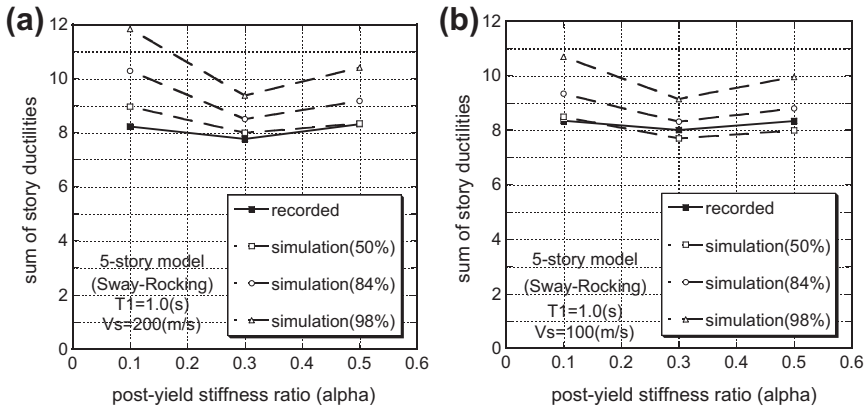 (a)
sum of story ductilities
12
10
8
6
4
2
0
0 0.1 0.2 0.3 0.4 0.5 0.6
post-yield stiffness ratio (alpha)
5-story model
(Sway-Rocking)
T1=1.0(s)
Vs=200(m/s)
recorded
simulation(50%)
simulation(84%)
simulation(98%)
(b)
sum of story ductilities
12
10
8
6
4
2
0
0 0.1 0.2 0.3 0.4 0.5 0.6
post-yield stiffness ratio (alpha)
5-story model
(Sway-Rocking)
T1=1.0(s)
Vs=100(m/s)
recorded
simulation(50%)
simulation(84%)
simulation(98%)